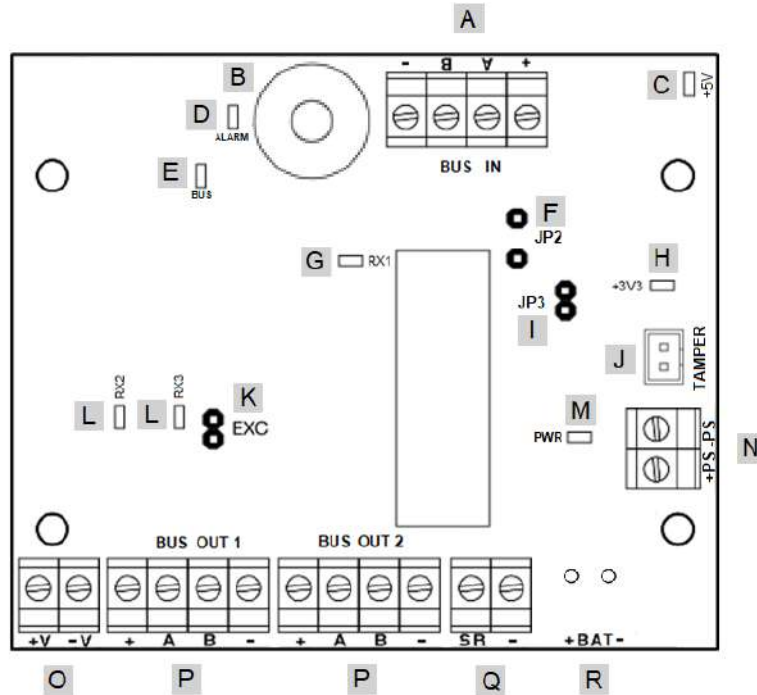 A
- B A +
B
C
+5V
D
ALARM
E
BUS
BUS IN
F
JP2
G
RX1
H
+3V3
JP3
I
J
TAMPER
RX2
RX3
L
L
K
EXC
M
PWR
+PS -PS
N
BUS OUT 1
BUS OUT 2
+V -V
+ A B -
+ A B -
SR -
+BAT-
O
P
P
Q
R